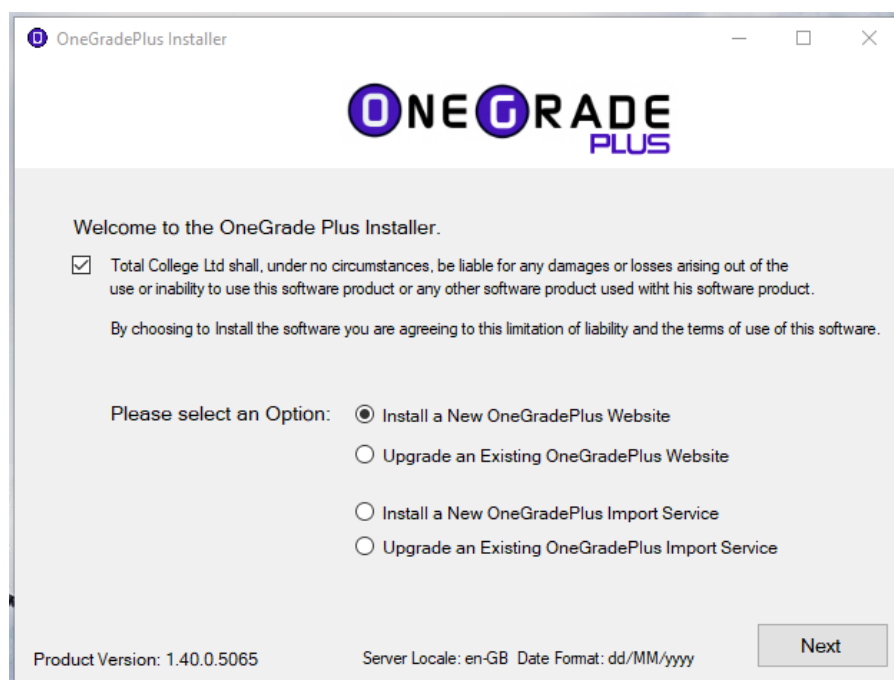 OneGradePlus Installer
ONEGRADE
PLUS
Welcome to the OneGrade Plus Installer.
Total College Ltd shall, under no circumstances, be liable for any damages or losses arising out of the
use or inability to use this software product or any other software product used witht his software product.
By choosing to Install the software you are agreeing to this limitation of liability and the terms of use of this software.
Please select an Option:
Install a New OneGradePlus Website
Upgrade an Existing OneGradePlus Website
Install a New OneGradePlus Import Service
Upgrade an Existing OneGradePlus Import Service
Product Version: 1.40.0.5065
Server Locale: en-GB Date Format: dd/MM/yyyy
Next